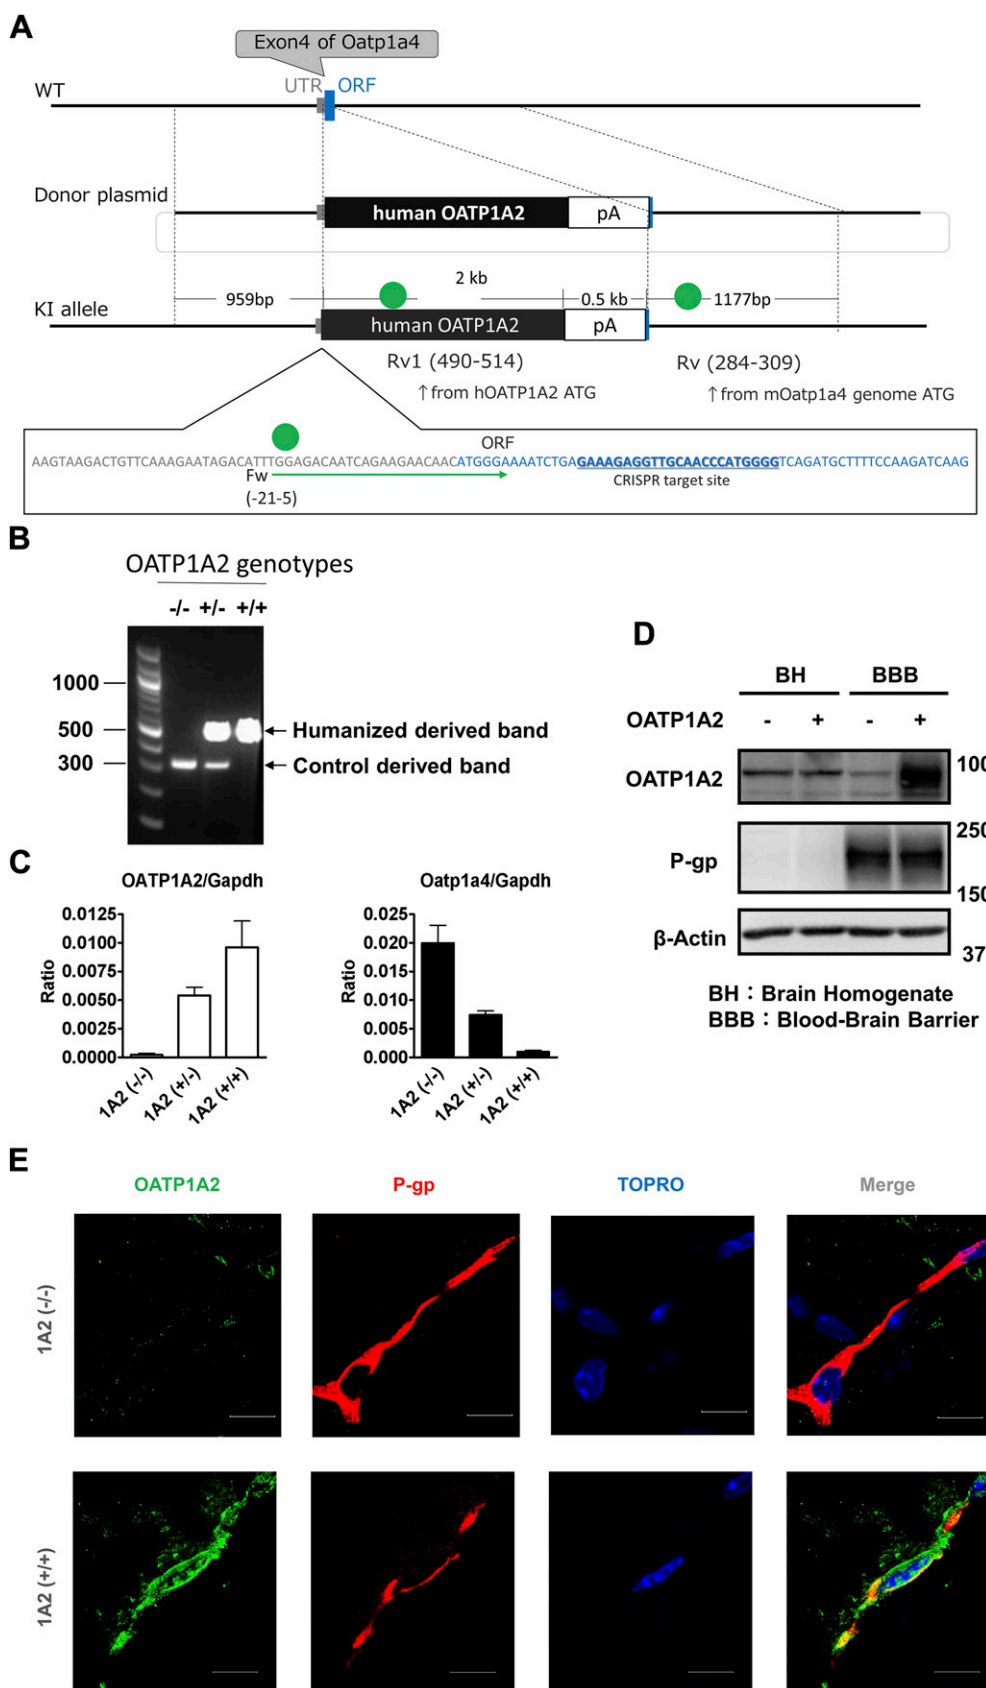 A
Exon4 of Oatp1a4
UTR ORF
WT
Donor plasmid
human OATP1A2 pA
2 kb
959bp 0.5 kb 1177bp
KI allele
human OATP1A2 pA
Rv1 (490-514) Rv (284-309)
↑from hOATP1A2 ATG ↑from mOatp1a4 genome ATG
ORF
AAGTAAGACTGTTCAAAGAATAGACATTTGGAGACAATCAGAAGAACAACATGGGAAAATCTGAGAAAGAGGTTGCAACCCATGGGGTCAGATGCTTTTCCAAGATCAAG
Fw CRISPR target site
(-21-5)
B
OATP1A2 genotypes
-/- +/- +/+
1000
500
300
Humanized derived band
Control derived band
C
OATP1A2/Gapdh
Ratio
0.0125
0.0100
0.0075
0.0050
0.0025
0.0000
1A2 (-/-)
1A2 (+/-)
1A2 (+/+)
Oatp1a4/Gapdh
Ratio
0.025
0.020
0.015
0.010
0.005
0.000
1A2 (-/-)
1A2 (+/-)
1A2 (+/+)
D
BH BBB
OATP1A2 - + - +
OATP1A2 100
P-gp 250
150
β-Actin 37
BH : Brain Homogenate
BBB : Blood-Brain Barrier
E
OATP1A2 P-gp TOPRO Merge
1A2 (-/-)
1A2 (+/+)